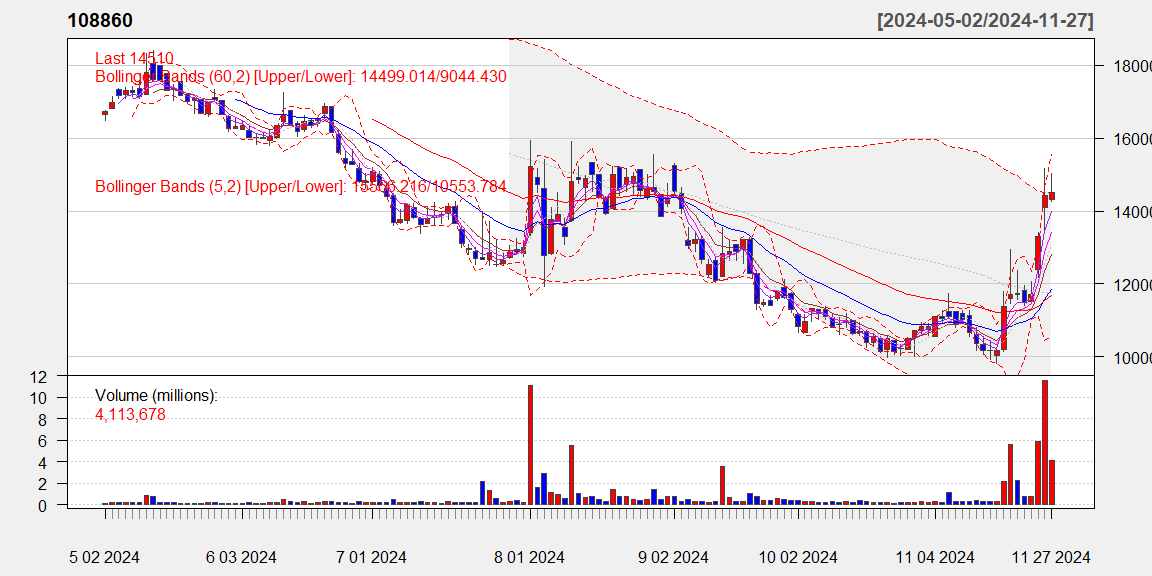 108860 [2024-05-02/2024-11-27]
Last 14510
Bollinger Bands (60,2) [Upper/Lower]: 14499.014/9044.430
Bollinger Bands (5,2) [Upper/Lower]: 15506.216/10553.784
18000
16000
14000
12000
10000
Volume (millions):
4,113,678
12
10
8
6
4
2
0
5 02 2024 6 03 2024 7 01 2024 8 01 2024 9 02 2024 10 02 2024 11 04 2024 11 27 2024